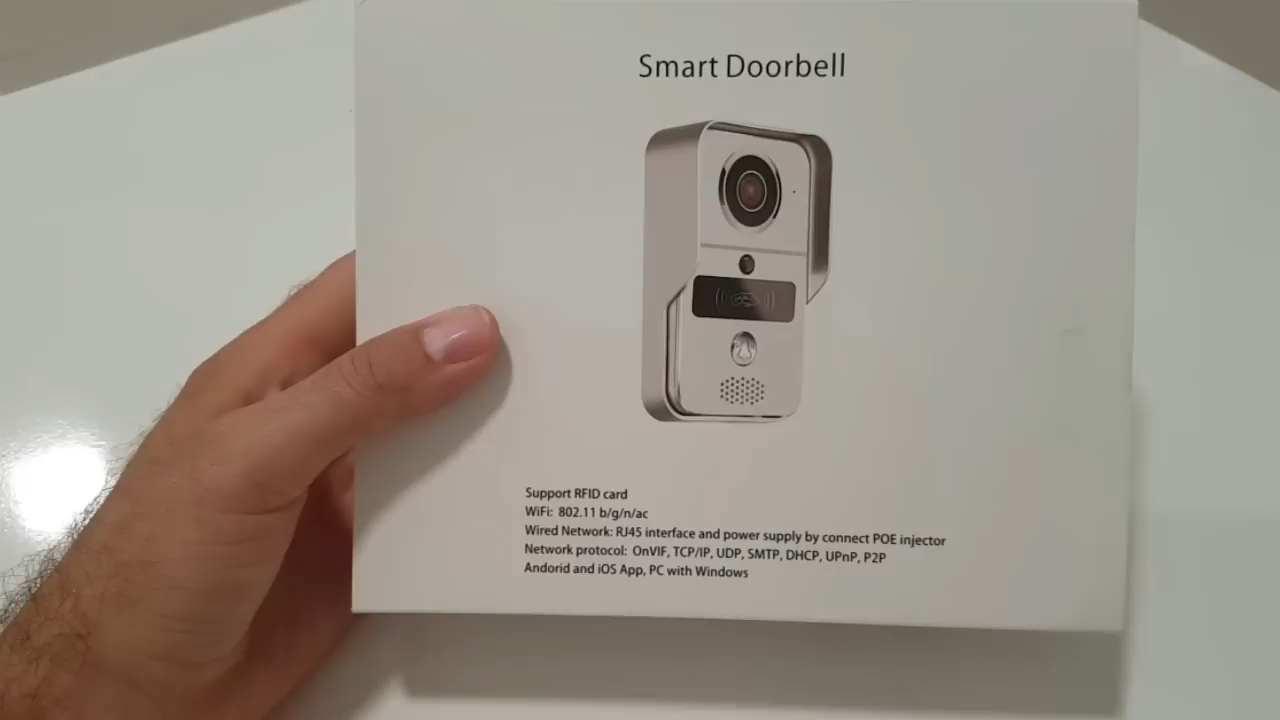 Smart Doorbell
Support RFID card
WiFi: 802.11 b/g/n/ac
Wired Network: RJ45 interface and power supply by connect POE injector
Network protocol: OnVIF, TCP/IP, UDP, SMTP, DHCP, UPnP, P2P
Andorid and iOS App, PC with Windows